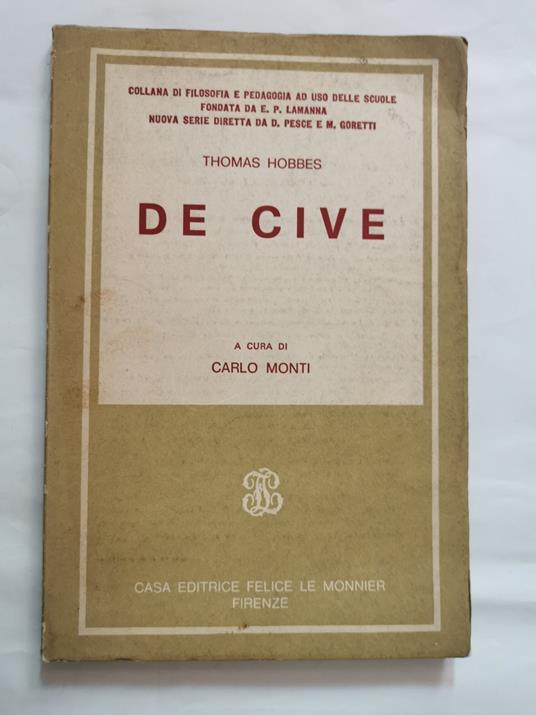 COLLANA DI FILOSOFIA E PEDAGOGIA AD USO DELLE SCUOLE
FONDATA DA E. P. LAMANNA
NUOVA SERIE DIRETTA DA D. PESCE E M. GORETTI
THOMAS HOBBES
DE CIVE
A CURA DI
CARLO MONTI
CASA EDITRICE FELICE LE MONNIER
FIRENZE